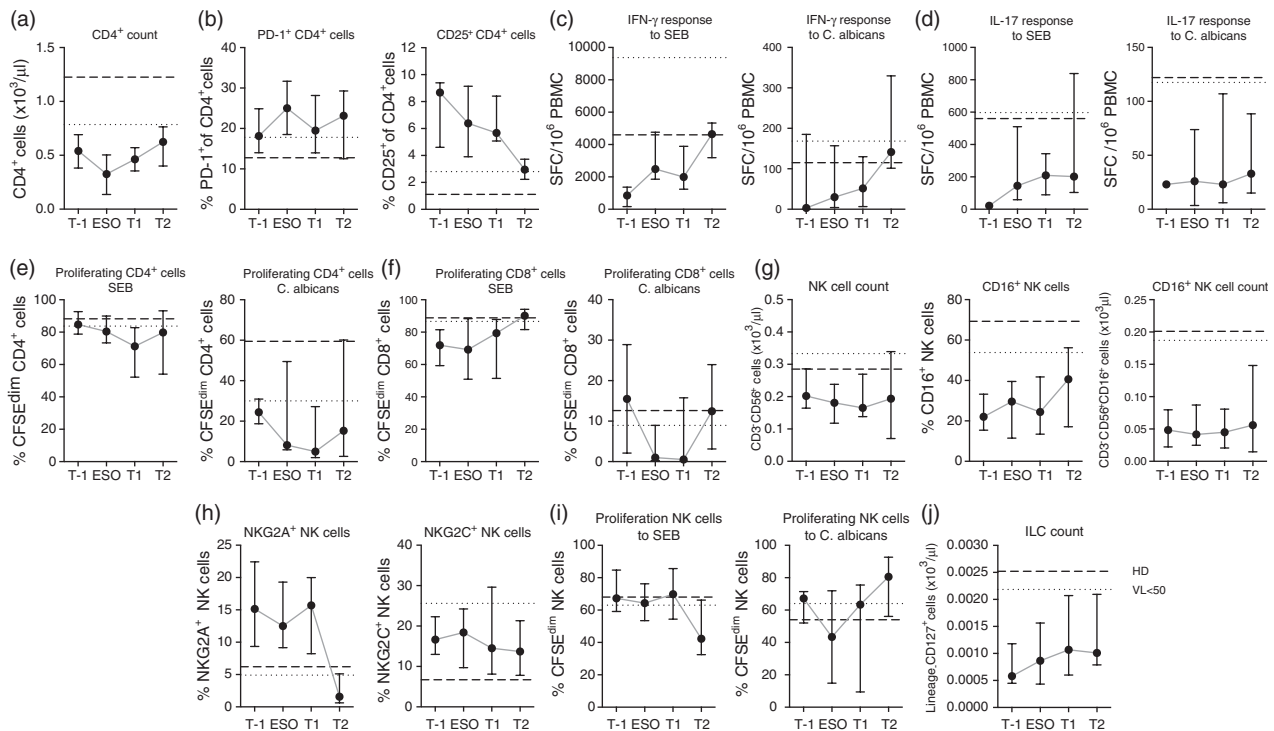 (a)
CD4+ count
CD4+ cells (x10³/µl)
1.5
1.0
0.5
0.0
T-1 ESO T1 T2
(b)
PD-1+ CD4+ cells
% PD-1+ of CD4+cells
40
30
20
10
0
T-1 ESO T1 T2
CD25+ CD4+ cells
% CD25+ of CD4+cells
12
10
8
6
4
2
0
T-1 ESO T1 T2
(c)
IFN-γ response
to SEB
SFC/10⁶ PBMC
10000
8000
6000
4000
2000
0
T-1 ESO T1 T2
IFN-γ response
to C. albicans
SFC/10⁶ PBMC
400
300
200
100
0
T-1 ESO T1 T2
(d)
IL-17 response
to SEB
SFC/10⁶ PBMC
1000
800
600
400
200
0
T-1 ESO T1 T2
IL-17 response
to C. albicans
SFC /10⁶ PBMC
150
100
50
0
T-1 ESO T1 T2
(e)
Proliferating CD4+ cells
SEB
% CFSEdim CD4+ cells
100
80
60
40
20
0
T-1 ESO T1 T2
Proliferating CD4+ cells
C. albicans
% CFSEdim CD4+ cells
80
60
40
20
0
T-1 ESO T1 T2
(f)
Proliferating CD8+ cells
SEB
% CFSEdim CD8+ cells
100
80
60
40
20
0
T-1 ESO T1 T2
Proliferating CD8+ cells
C. albicans
% CFSEdim CD8+ cells
40
30
20
10
0
T-1 ESO T1 T2
(g)
NK cell count
CD3-CD56+ cells (x10³/µl)
0.5
0.4
0.3
0.2
0.1
0.0
T-1 ESO T1 T2
CD16+ NK cells
% CD16+ NK cells
80
60
40
20
0
T-1 ESO T1 T2
CD16+ NK cell count
CD3-CD56+CD16+ cells (x10³µl)
0.25
0.20
0.15
0.10
0.05
0.00
T-1 ESO T1 T2
(h)
NKG2A+ NK cells
% NKG2A+ NK cells
25
20
15
10
5
0
T-1 ESO T1 T2
NKG2C+ NK cells
% NKG2C+ NK cells
40
30
20
10
0
T-1 ESO T1 T2
(i)
Proliferation NK cells
to SEB
% CFSEdim NK cells
100
80
60
40
20
0
T-1 ESO T1 T2
Proliferating NK cells
to C. albicans
% CFSEdim NK cells
100
80
60
40
20
0
T-1 ESO T1 T2
(j)
ILC count
Lineage-CD127+cells (x10³/µl)
0.0030
0.0025
0.0020
0.0015
0.0010
0.0005
0.0000
T-1 ESO T1 T2
HD
VL<50